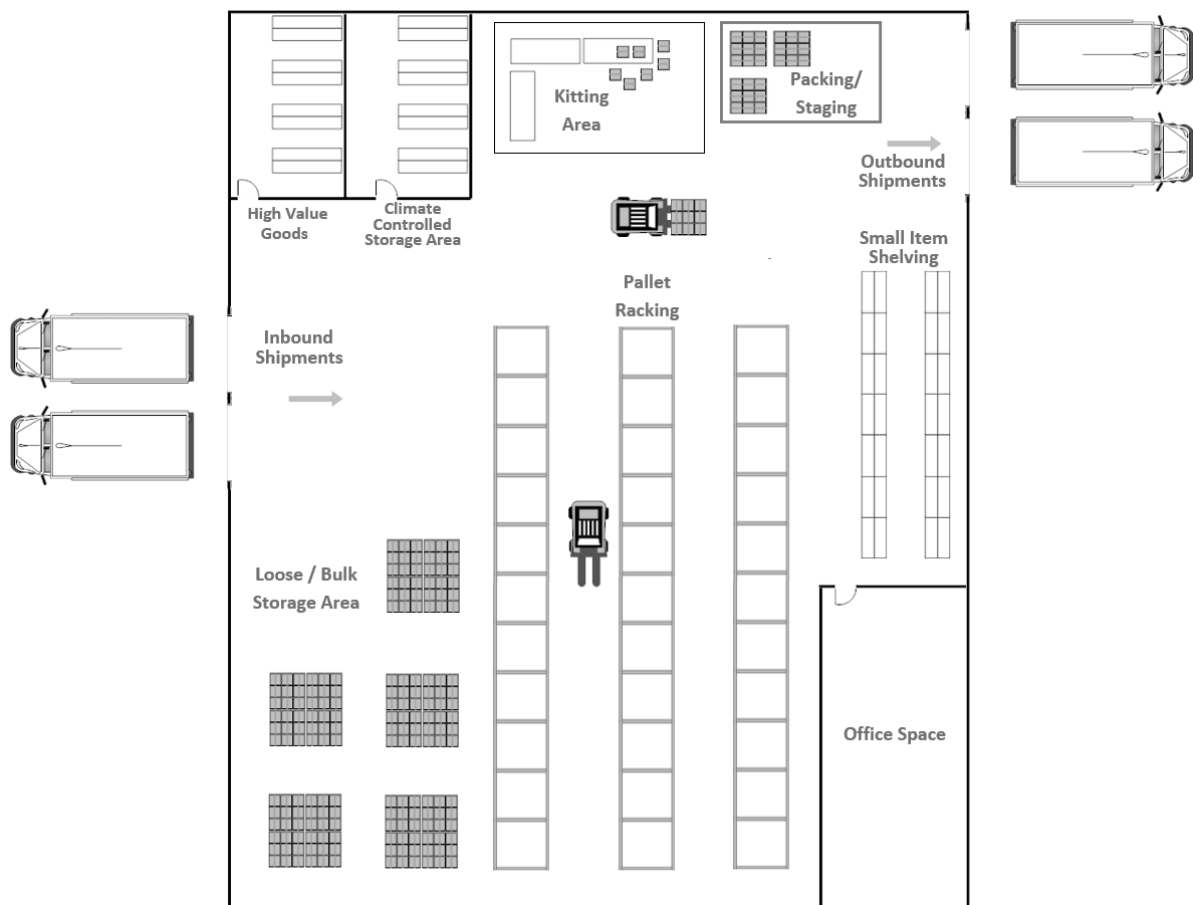 Kitting
Area
Packing/
Staging
Outbound
Shipments
High Value
Goods
Climate
Controlled
Storage Area
Small Item
Shelving
Pallet
Racking
Inbound
Shipments
Loose / Bulk
Storage Area
Office Space